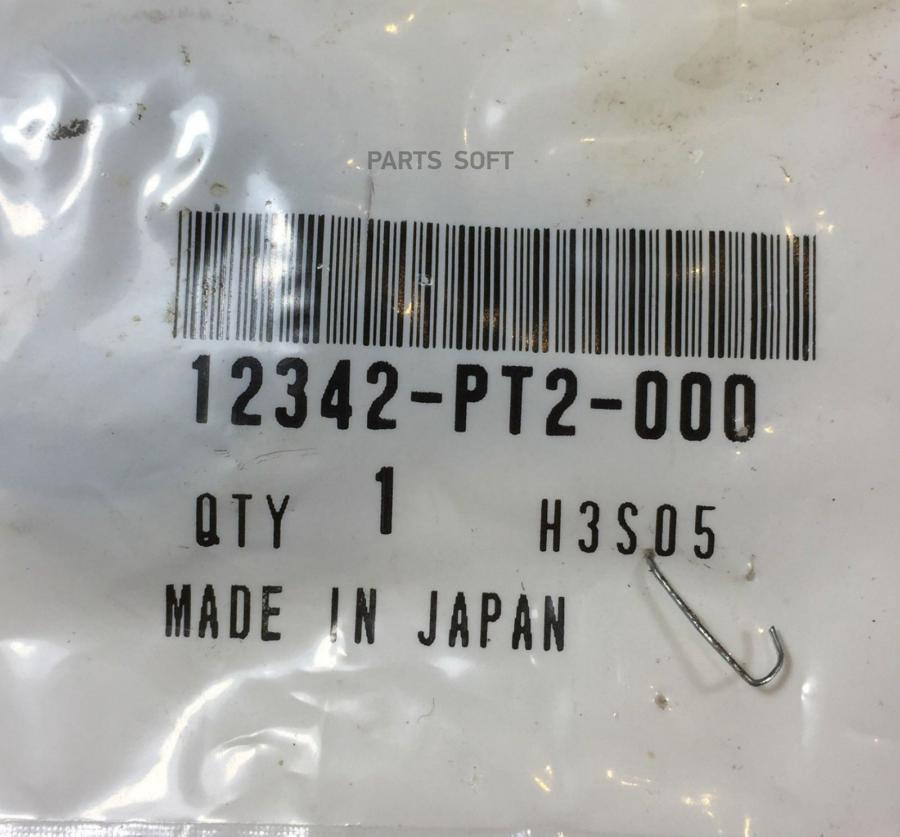 PARTS SOFT
12342-PT2-000
QTY 1 H3S05
MADE IN JAPAN